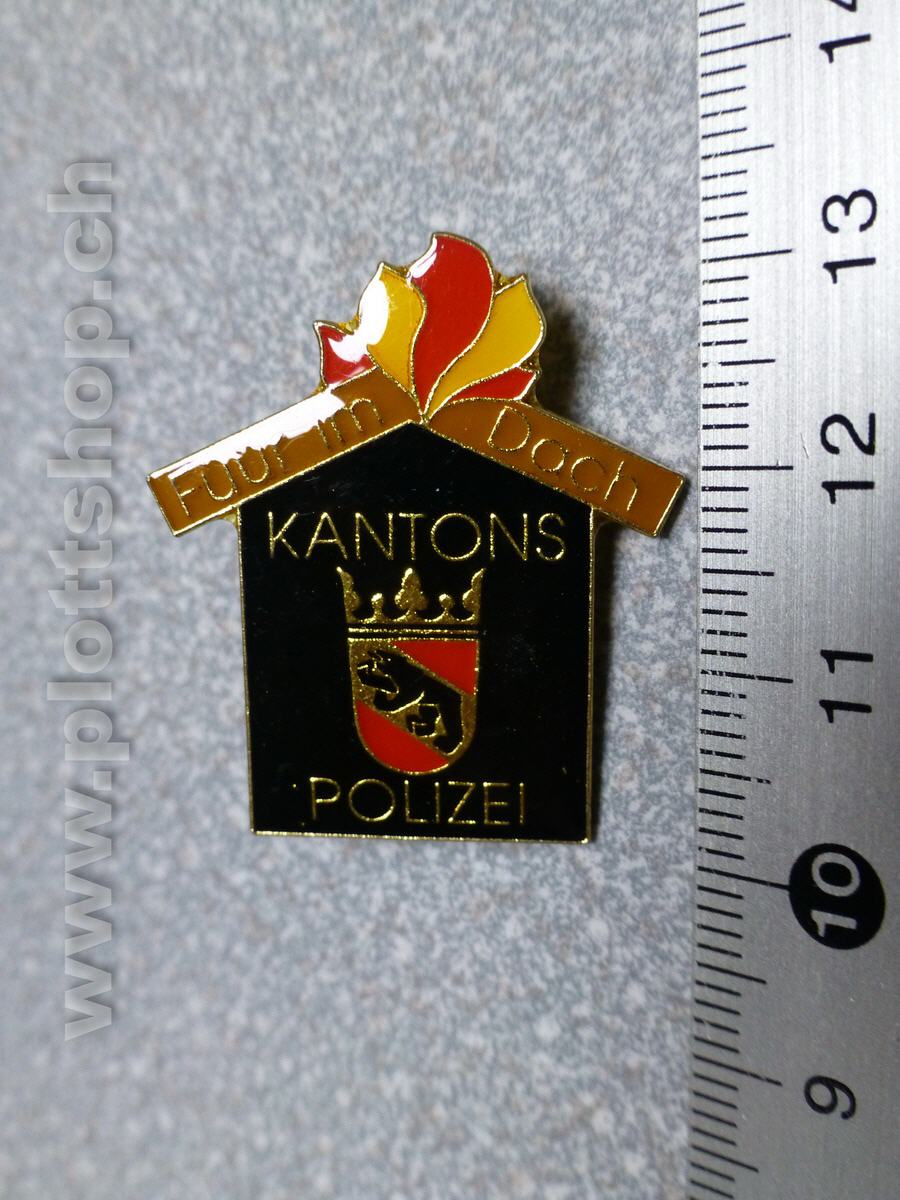 Füür im Dach
KANTONS
POLIZEI
www.plottshop.ch
14
13
12
11
10
9